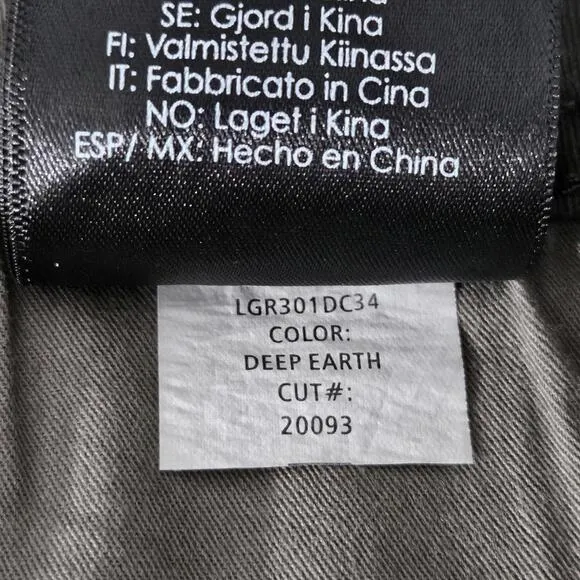 SE: Gjord i Kina
FI: Valmistettu Kiinassa
IT: Fabbricato in Cina
NO: Laget i Kina
ESP/ MX: Hecho en China
LGR301DC34
COLOR:
DEEP EARTH
CUT#:
20093